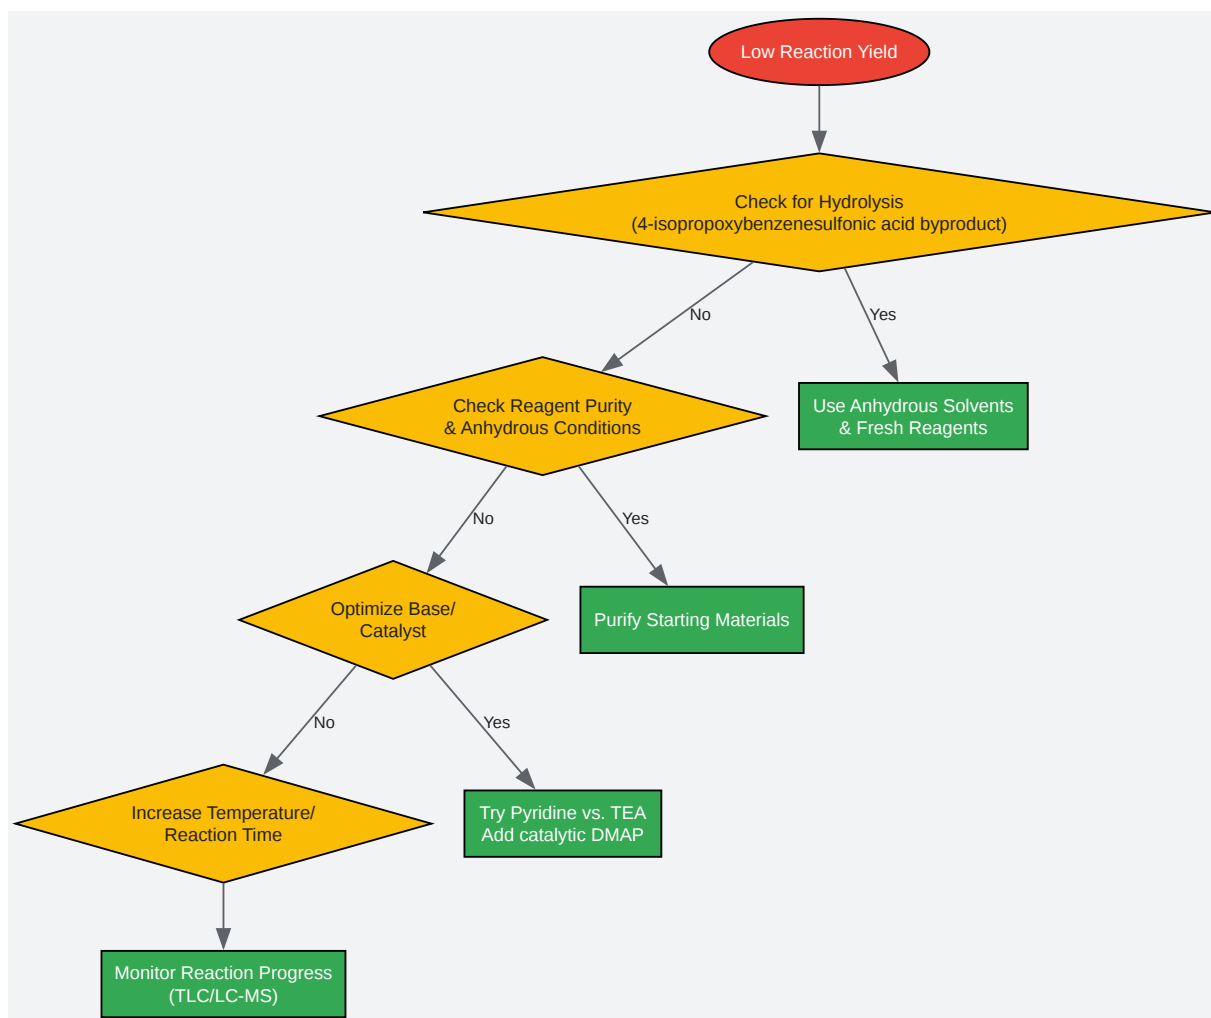 Low Reaction Yield
Check for Hydrolysis
(4-isopropoxybenzenesulfonic acid byproduct)
No
Yes
Check Reagent Purity
& Anhydrous Conditions
Use Anhydrous Solvents
& Fresh Reagents
No
Yes
Optimize Base/
Catalyst
Purify Starting Materials
No
Yes
Increase Temperature/
Reaction Time
Try Pyridine vs. TEA
Add catalytic DMAP
Monitor Reaction Progress
(TLC/LC-MS)